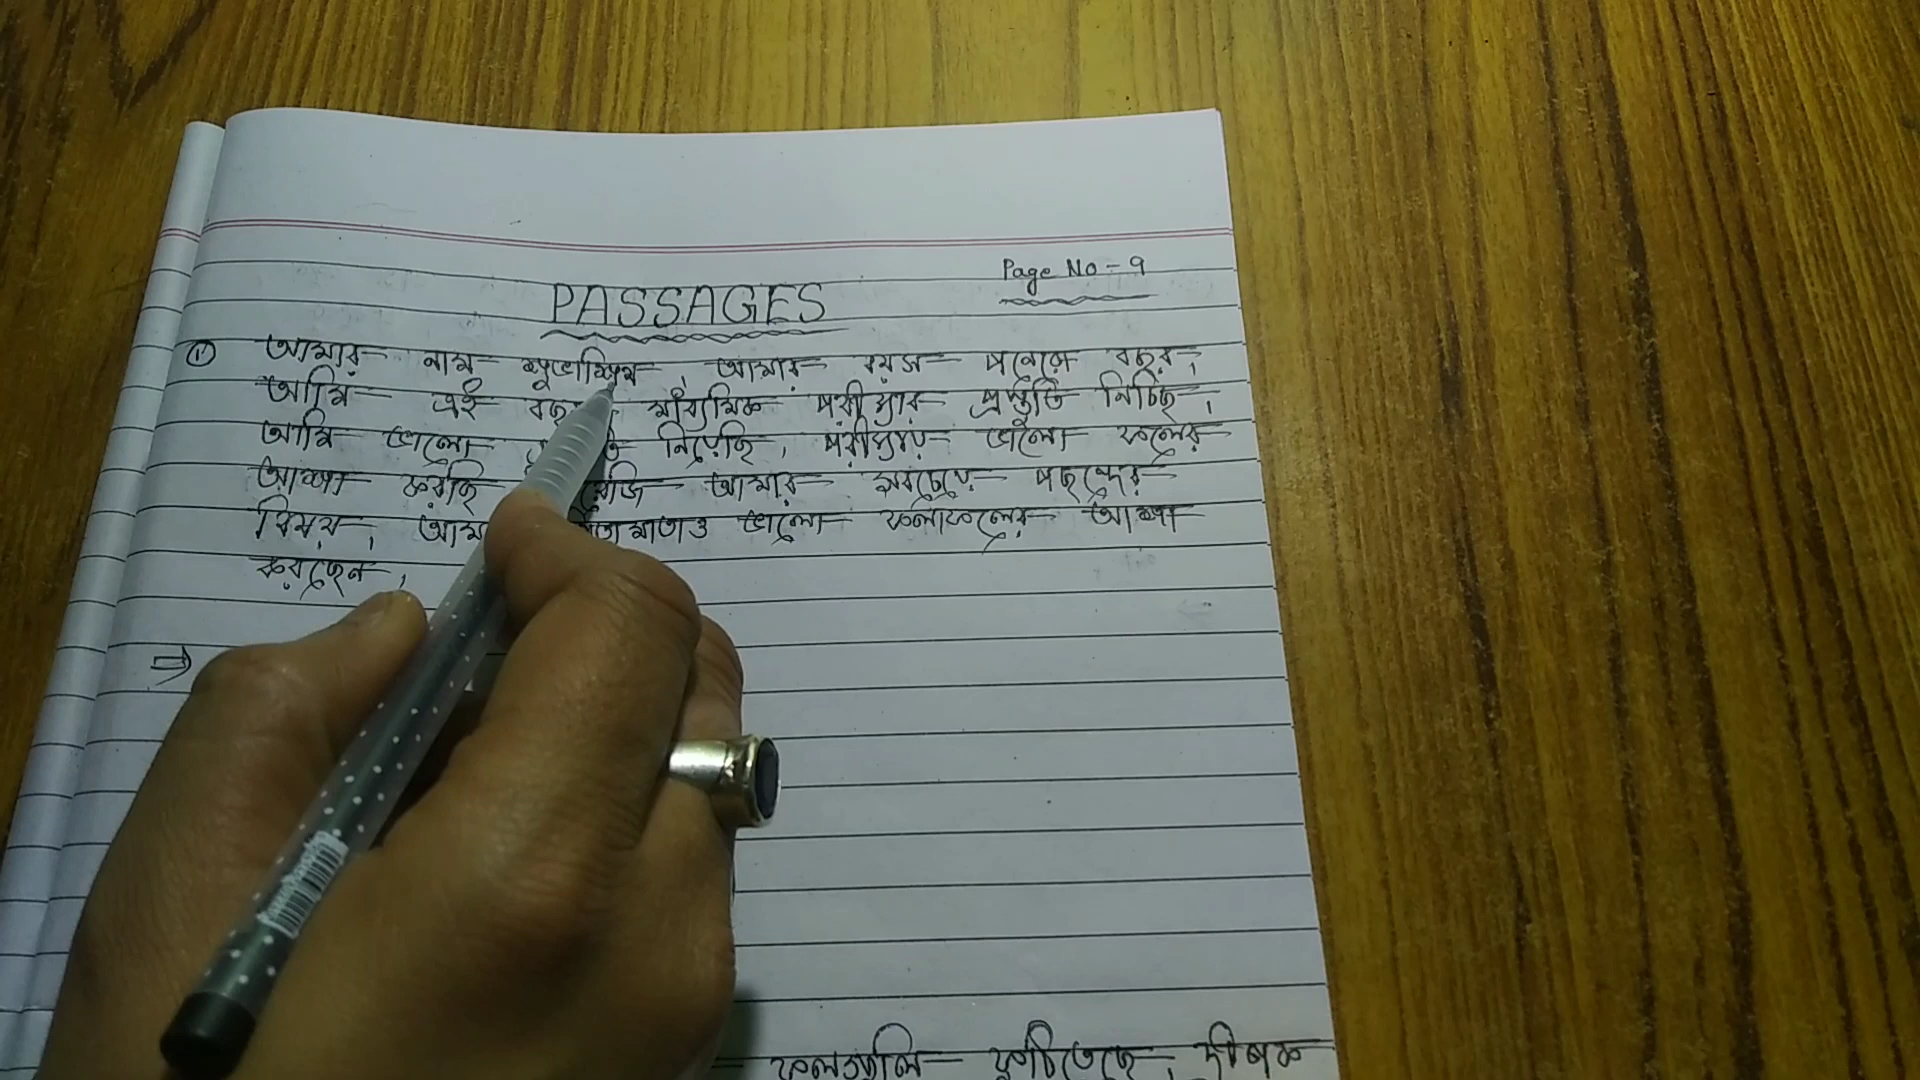 Page No - 9
PASSAGES
① আমার নাম শুভাশিষ, আমার বয়স পনেরো বছর,
আমি এই মাধ্যমিক পরীক্ষার প্রস্তুতি নিচ্ছি,
আমি ভালো নিয়েছি, পরীক্ষায় ভালো ফলের
আশা করছি আমার সবচেয়ে পছন্দের
বিষয়, ভালো ফলাফলের আশা
করছেন,
⇒
ফলগুলি